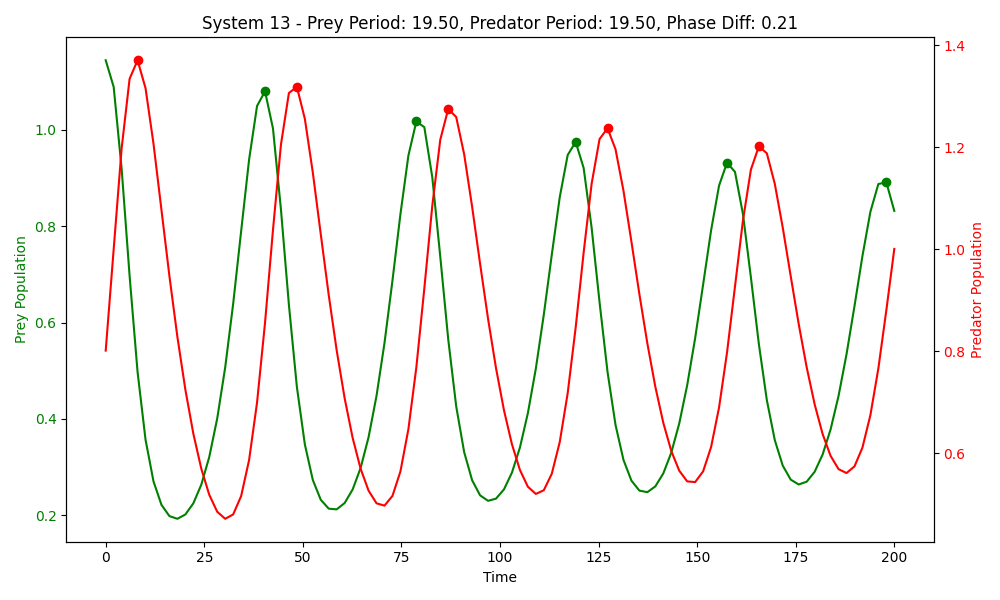 System 13 - Prey Period: 19.50, Predator Period: 19.50, Phase Diff: 0.21
Prey Population
1.0
0.8
0.6
0.4
0.2
0 25 50 75 100 125 150 175 200
Time
1.4
1.2
1.0
0.8
0.6
Predator Population